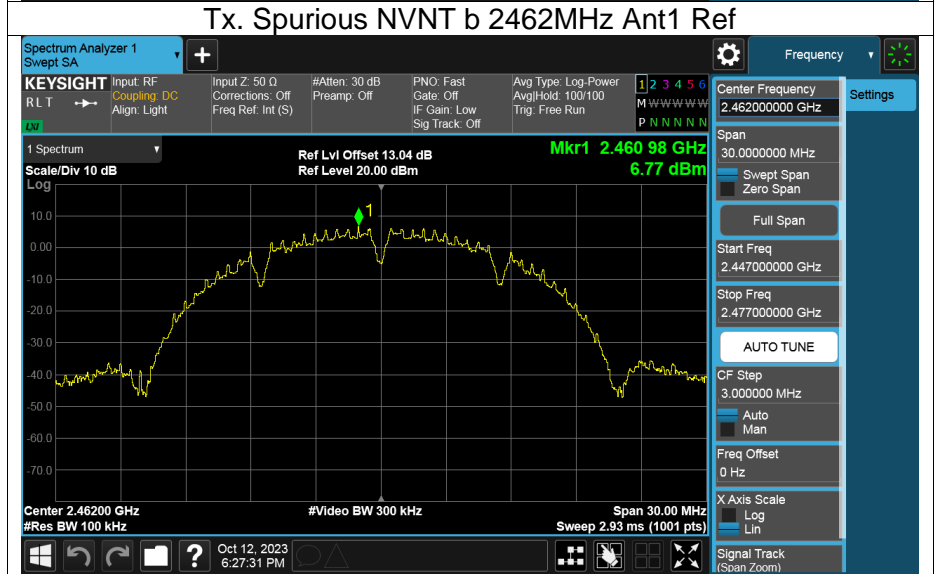 Tx. Spurious NVNT b 2462MHz Ant1 Ref
Spectrum Analyzer 1
Swept SA
+
Frequency
KEYSIGHT
Input: RF
Input Z: 50 Ω
#Atten: 30 dB
PNO: Fast
Avg Type: Log-Power
1 2 3 4 5 6
R L T
Coupling: DC
Corrections: Off
Preamp: Off
Gate: Off
Avg|Hold: 100/100
M W W W W W
Align: Light
Freq Ref: Int (S)
IF Gain: Low
Trig: Free Run
Sig Track: Off
P N N N N N
LXI
Center Frequency
2.462000000 GHz
Settings
Span
30.0000000 MHz
Swept Span
Zero Span
Full Span
Start Freq
2.447000000 GHz
Stop Freq
2.477000000 GHz
AUTO TUNE
CF Step
3.000000 MHz
Auto
Man
Freq Offset
0 Hz
X Axis Scale
Log
Lin
Signal Track
(Span Zoom)
1 Spectrum
Ref Lvl Offset 13.04 dB
Mkr1 2.460 98 GHz
Scale/Div 10 dB
Ref Level 20.00 dBm
6.77 dBm
Log
1
10.0
0.00
-10.0
-20.0
-30.0
-40.0
-50.0
-60.0
-70.0
Center 2.46200 GHz
#Video BW 300 kHz
Span 30.00 MHz
#Res BW 100 kHz
Sweep 2.93 ms (1001 pts)
?
Oct 12, 2023
6:27:31 PM